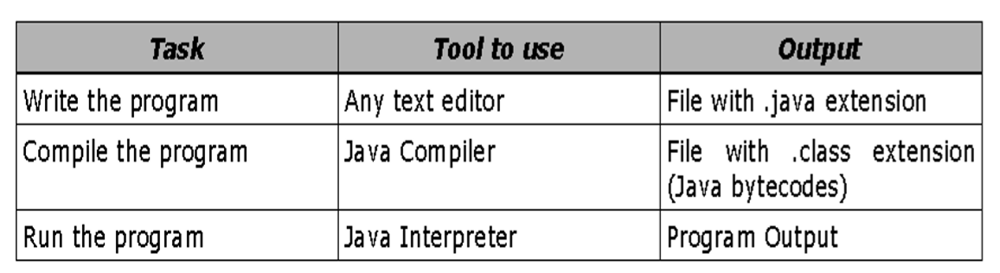 Task Tool to use Output
Write the program Any text editor File with .java extension
Compile the program Java Compiler File with .class extension
(Java bytecodes)
Run the program Java Interpreter Program Output